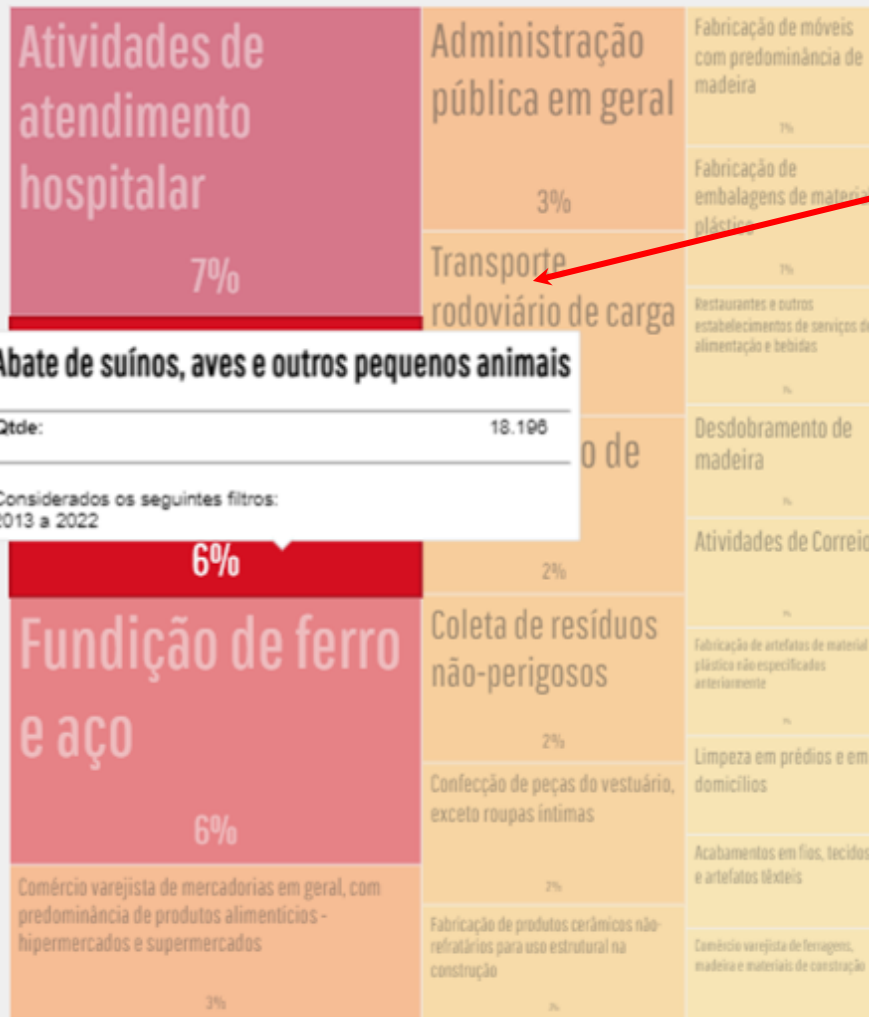 Atividades de
atendimento
hospitalar
7%
Abate de suínos, aves e outros pequenos animais
Qtde: 18.196
Considerados os seguintes filtros:
2013 a 2022
6%
Fundição de ferro
e aço
6%
Comércio varejista de mercadorias em geral, com
predominância de produtos alimentícios -
hipermercados e supermercados
3%
Administração
pública em geral
3%
Transporte
rodoviário de carga
o de
2%
Coleta de resíduos
não-perigosos
2%
Confecção de peças do vestuário,
exceto roupas íntimas
2%
Fabricação de produtos cerâmicos não-
refratários para uso estrutural na
construção
Fabricação de móveis
com predominância de
madeira
Fabricação de
embalagens de material
plástico
Restaurantes e outros
estabelecimentos de serviços de
alimentação e bebidas
Desdobramento de
madeira
Atividades de Correio
Fabricação de artefatos de material
plástico não especificados
anteriormente
Limpeza em prédios e em
domicílios
Acabamentos em fios, tecidos
e artefatos têxteis
Comércio varejista de ferragens,
madeira e materiais de construção